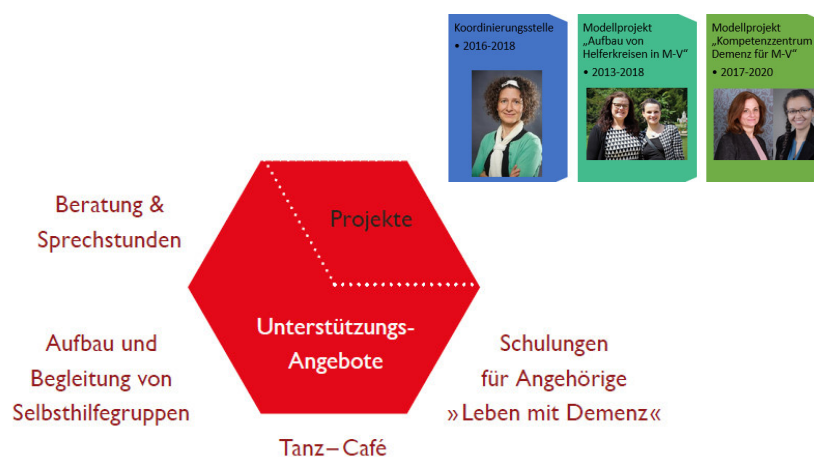 Koordinierungsstelle
• 2016-2018
Modellprojekt
„Aufbau von
Helferkreisen in M-V“
• 2013-2018
Modellprojekt
„Kompetenzzentrum
Demenz für M-V“
• 2017-2020
Beratung &
Sprechstunden
Projekte
Unterstützungs-
Angebote
Aufbau und
Begleitung von
Selbsthilfegruppen
Schulungen
für Angehörige
»Leben mit Demenz«
Tanz–Café